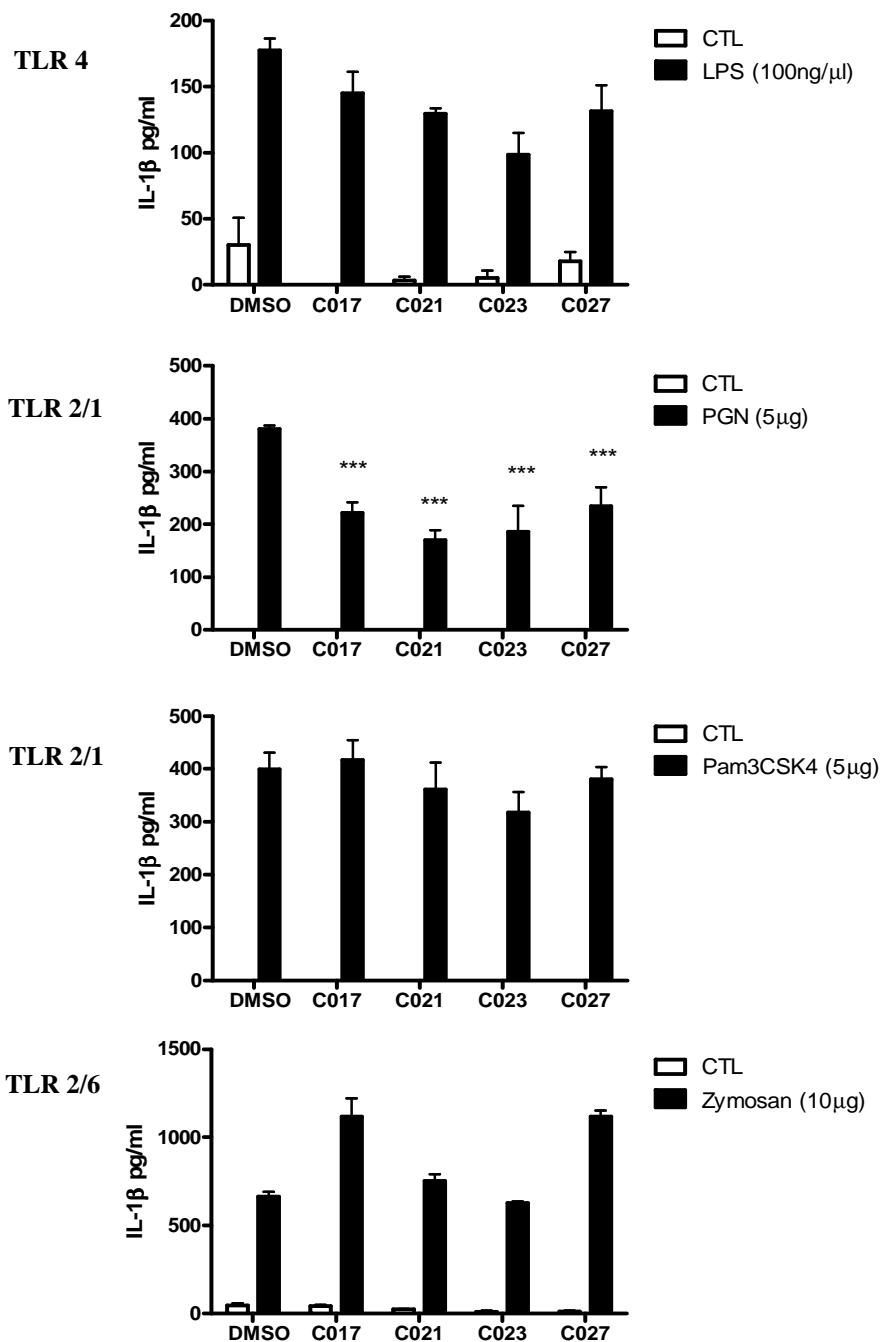 TLR 4
IL-1β pg/ml
200
150
100
50
0
DMSO C017 C021 C023 C027
CTL
LPS (100ng/μl)
TLR 2/1
IL-1β pg/ml
500
400
300
200
100
0
*** *** *** ***
DMSO C017 C021 C023 C027
CTL
PGN (5μg)
TLR 2/1
IL-1β pg/ml
500
400
300
200
100
0
DMSO C017 C021 C023 C027
CTL
Pam3CSK4 (5μg)
TLR 2/6
IL-1β pg/ml
1500
1000
500
0
DMSO C017 C021 C023 C027
CTL
Zymosan (10μg)